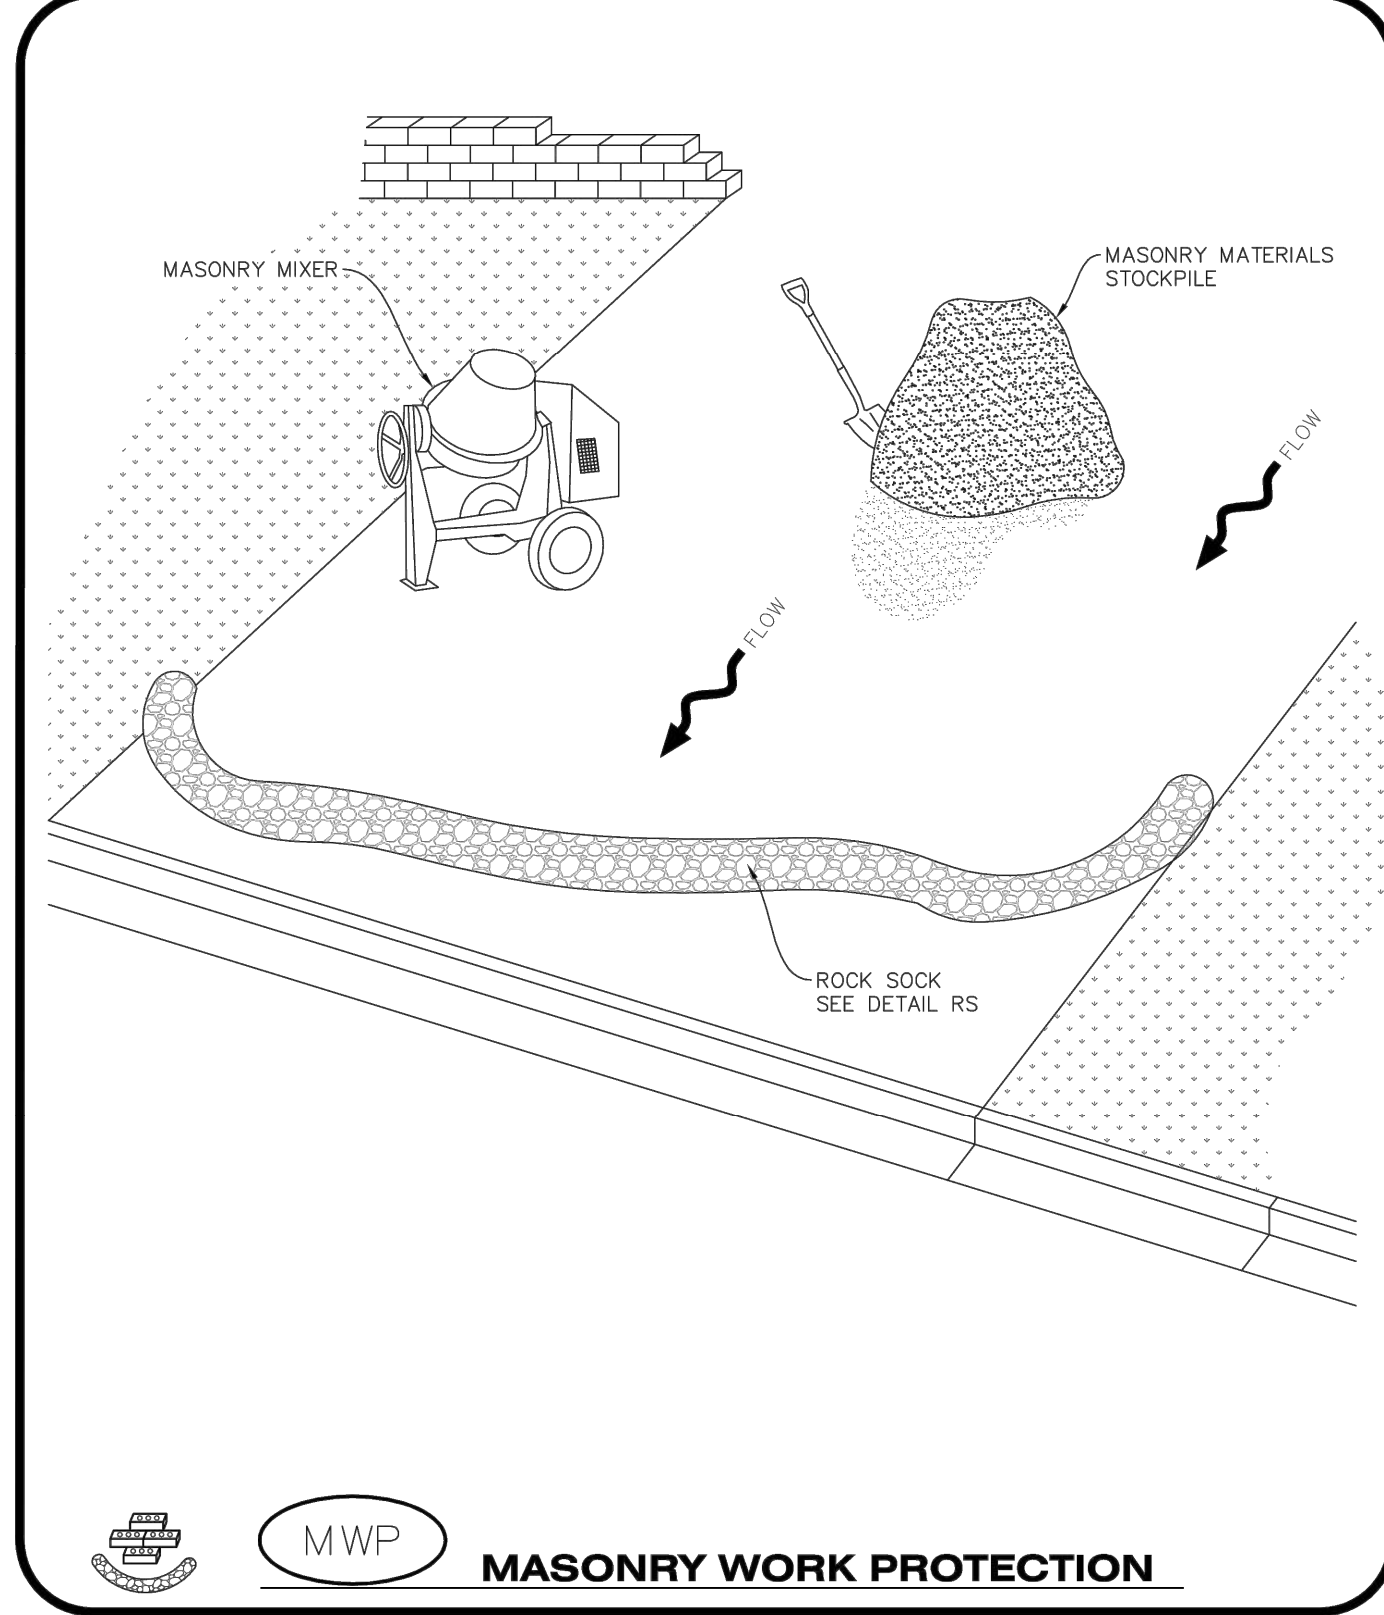 MASONRY MIXER
MASONRY MATERIALS
STOCKPILE
FLOW
FLOW
ROCK SOCK
SEE DETAIL RS
MWP
MASONRY WORK PROTECTION